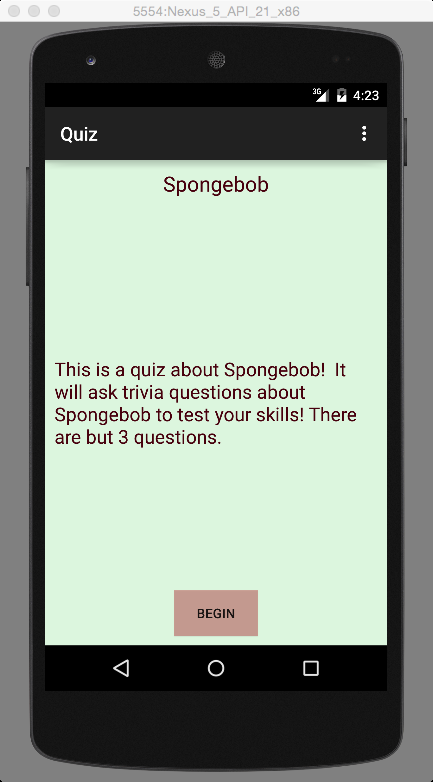 5554:Nexus_5_API_21_x86
3G 4:23
Quiz
Spongebob
This is a quiz about Spongebob!  It
will ask trivia questions about
Spongebob to test your skills! There
are but 3 questions.
BEGIN